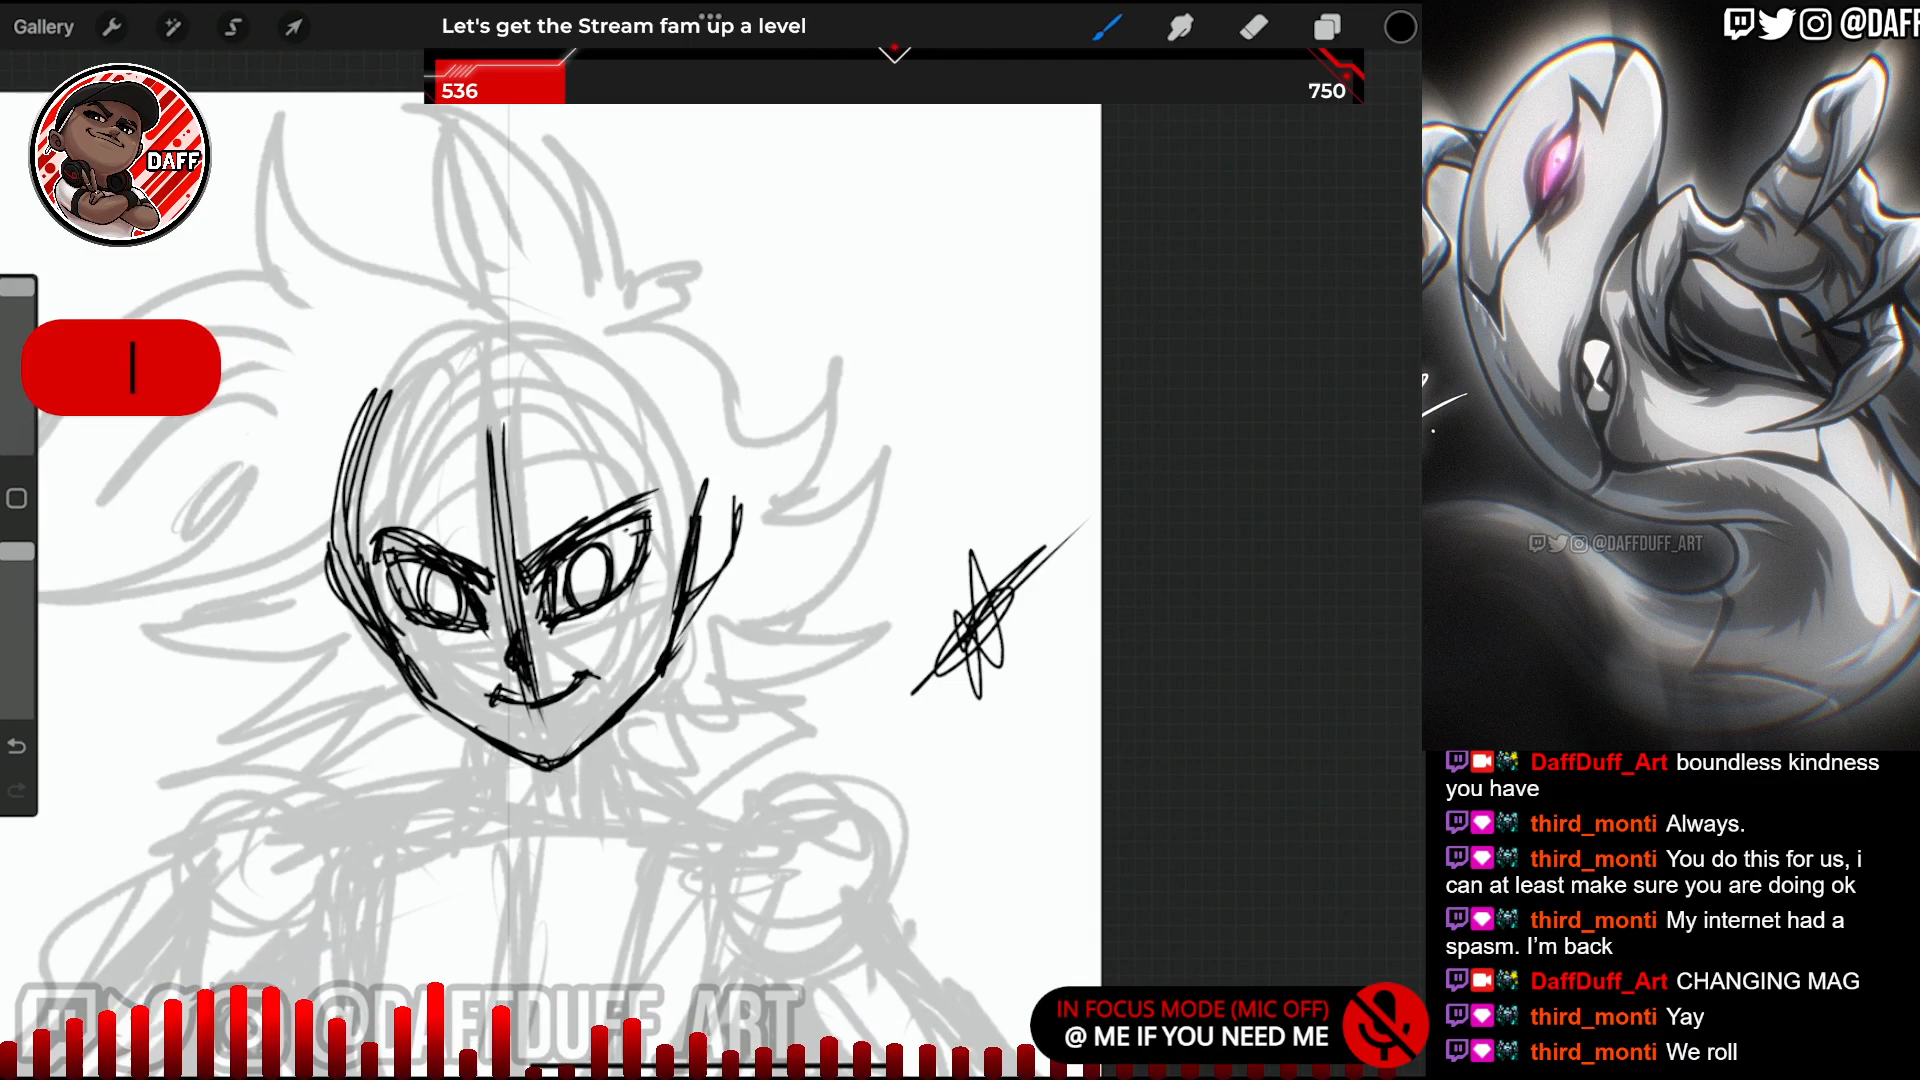 Gallery
Let's get the Stream fam up a level
@DAFF
536
750
DAFF
@DAFFDUFF_ART
DaffDuff_Art boundless kindness
you have
third_monti Always.
third_monti You do this for us, i
can at least make sure you are doing ok
third_monti My internet had a
spasm. I'm back
DaffDuff_Art CHANGING MAG
third_monti Yay
third_monti We roll
@DAFFDUFF_ART
IN FOCUS MODE (MIC OFF)
@ ME IF YOU NEED ME